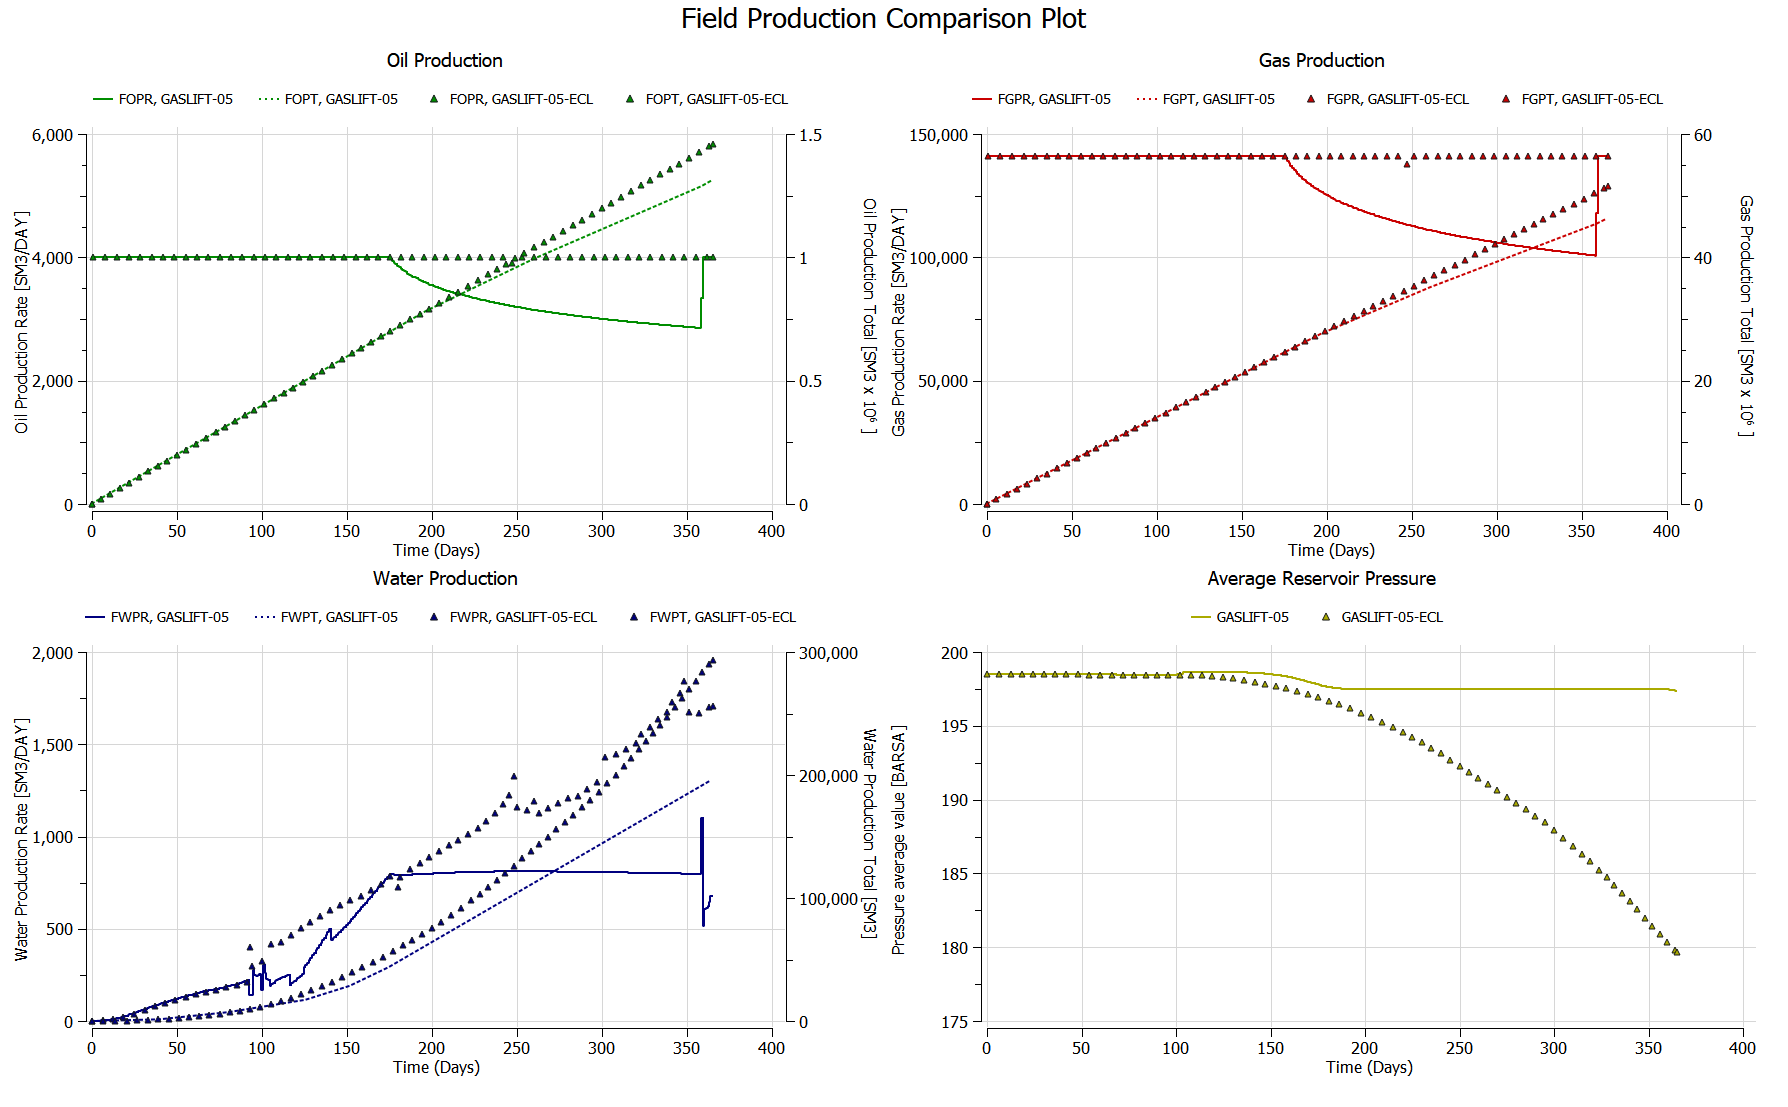 Field Production Comparison Plot
Oil Production
FOPR, GASLIFT-05 FOPT, GASLIFT-05 FOPR, GASLIFT-05-ECL FOPT, GASLIFT-05-ECL
6,000
4,000
2,000
0
Oil Production Rate [SM3/DAY]
1.5
1
0.5
0
Oil Production Total [SM3 x 10⁶ ]
0 50 100 150 200 250 300 350 400
Time (Days)
Gas Production
FGPR, GASLIFT-05 FGPT, GASLIFT-05 FGPR, GASLIFT-05-ECL FGPT, GASLIFT-05-ECL
150,000
100,000
50,000
0
Gas Production Rate [SM3/DAY]
60
40
20
0
Gas Production Total [SM3 x 10⁶ ]
0 50 100 150 200 250 300 350 400
Time (Days)
Water Production
FWPR, GASLIFT-05 FWPT, GASLIFT-05 FWPR, GASLIFT-05-ECL FWPT, GASLIFT-05-ECL
2,000
1,500
1,000
500
0
Water Production Rate [SM3/DAY]
300,000
200,000
100,000
0
Water Production Total [SM3 ]
0 50 100 150 200 250 300 350 400
Time (Days)
Average Reservoir Pressure
GASLIFT-05 GASLIFT-05-ECL
200
195
190
185
180
175
Pressure average value [BARSA ]
0 50 100 150 200 250 300 350 400
Time (Days)